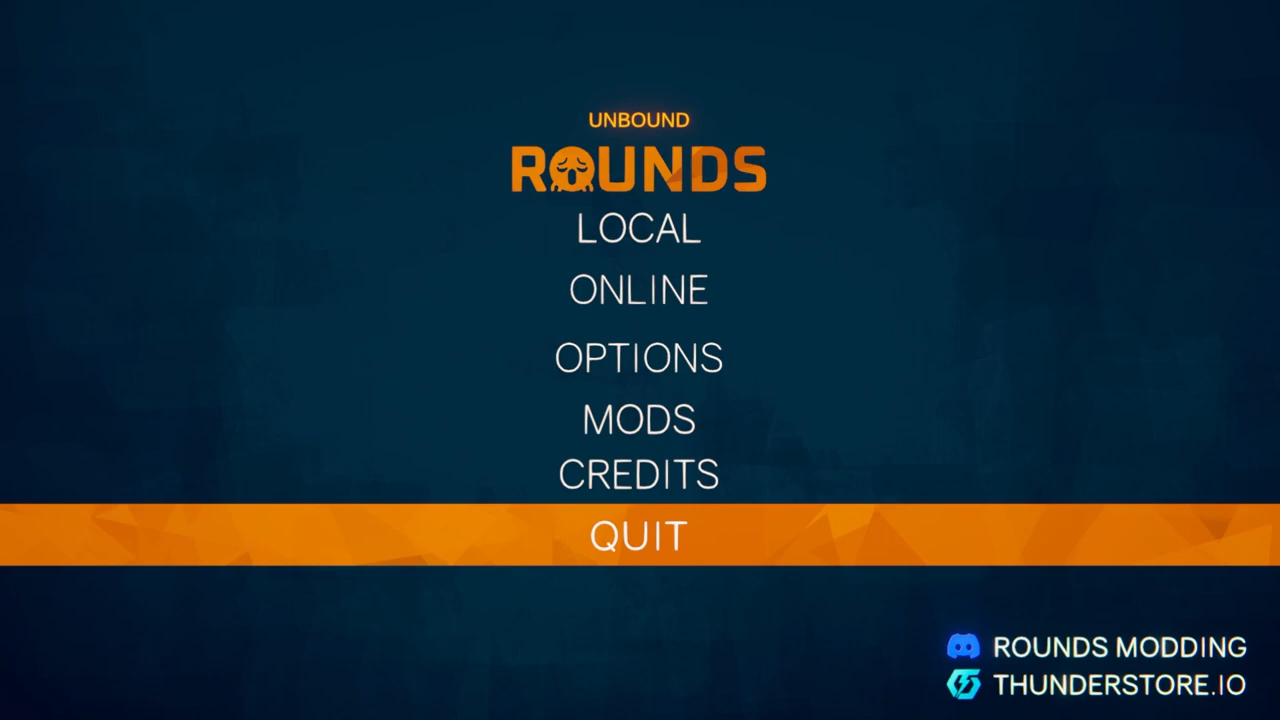 UNBOUND
ROUNDS
LOCAL
ONLINE
OPTIONS
MODS
CREDITS
QUIT
ROUNDS MODDING
THUNDERSTORE.IO